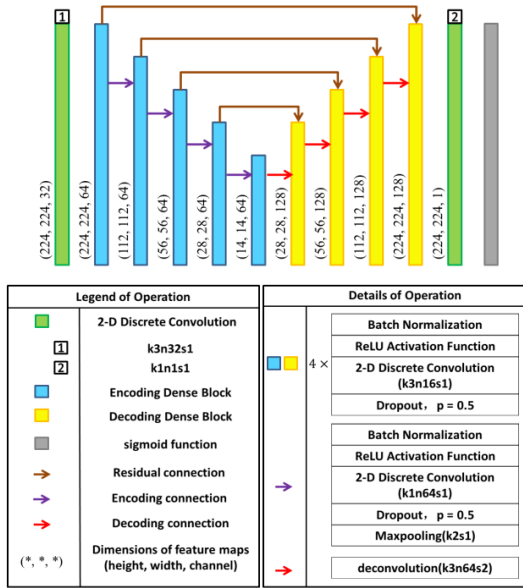 1
2
(224, 224, 32)
(224, 224, 64)
(112, 112, 64)
(56, 56, 64)
(28, 28, 64)
(14, 14, 64)
(28, 28, 128)
(56, 56, 128)
(112, 112, 128)
(224, 224, 128)
(224, 224, 1)
Legend of Operation
2-D Discrete Convolution
1 k3n32s1
2 k1n1s1
Encoding Dense Block
Decoding Dense Block
sigmoid function
Residual connection
Encoding connection
Decoding connection
(*, *, *) Dimensions of feature maps
(height, width, channel)
Details of Operation
4 ×
Batch Normalization
ReLU Activation Function
2-D Discrete Convolution
(k3n16s1)
Dropout, p = 0.5
Batch Normalization
ReLU Activation Function
2-D Discrete Convolution
(k1n64s1)
Dropout, p = 0.5
Maxpooling(k2s1)
deconvolution(k3n64s2)